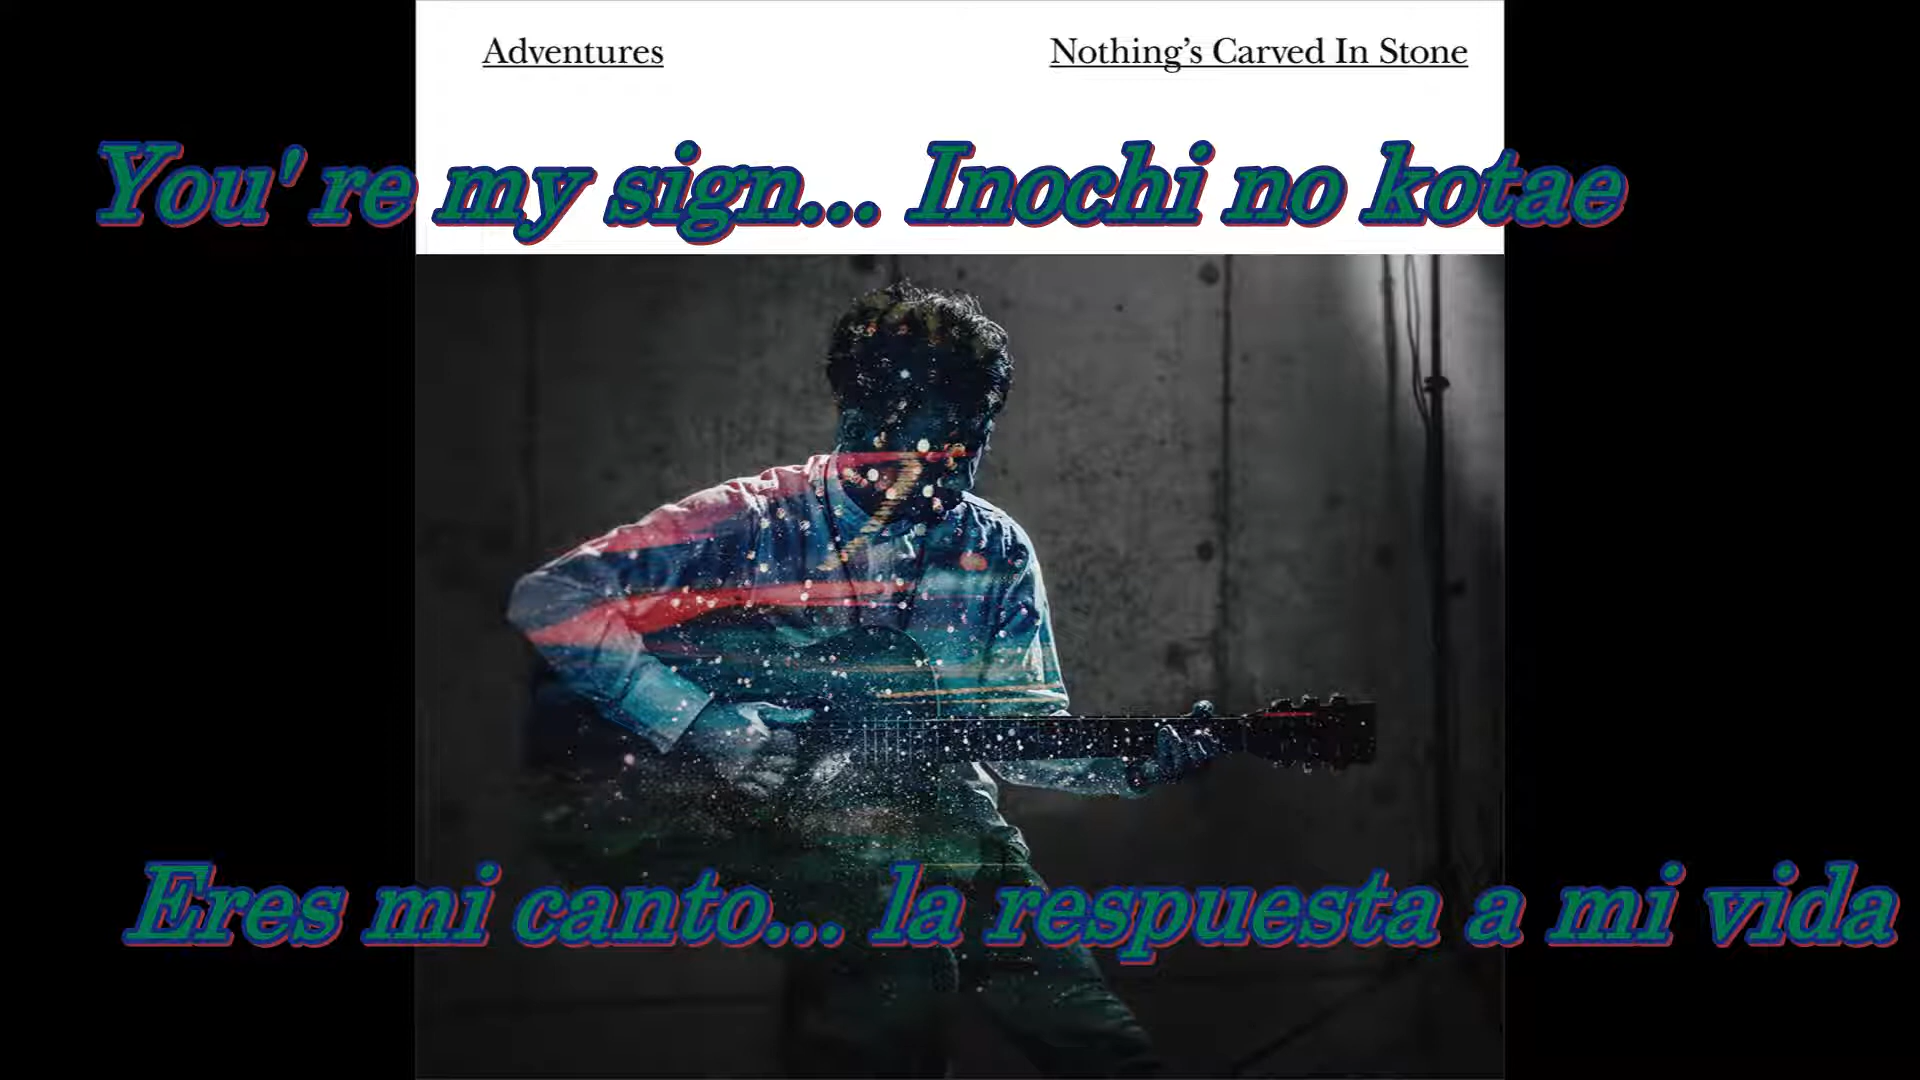 Adventures Nothing’s Carved In Stone
You're my sign... Inochi no kotae
Eres mi canto... la respuesta a mi vida